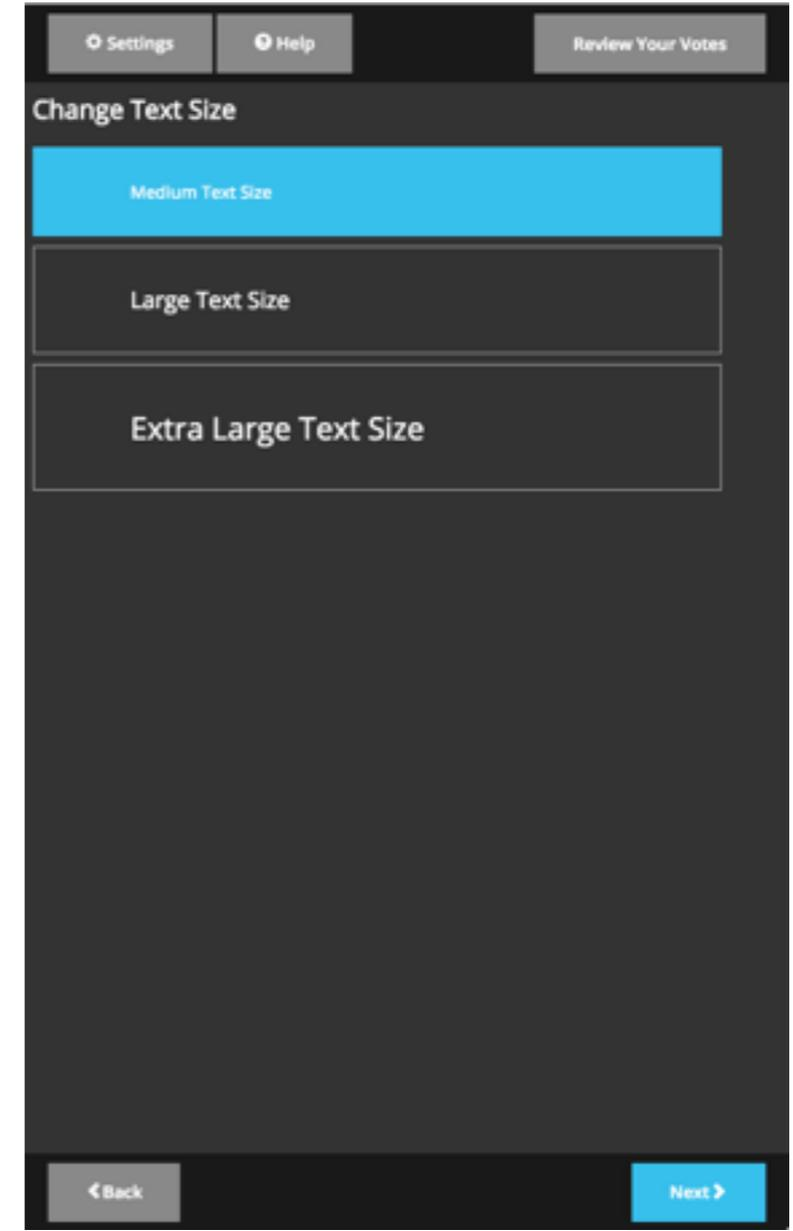 Settings
Help
Review Your Votes
Change Text Size
Medium Text Size
Large Text Size
Extra Large Text Size
Back
Next